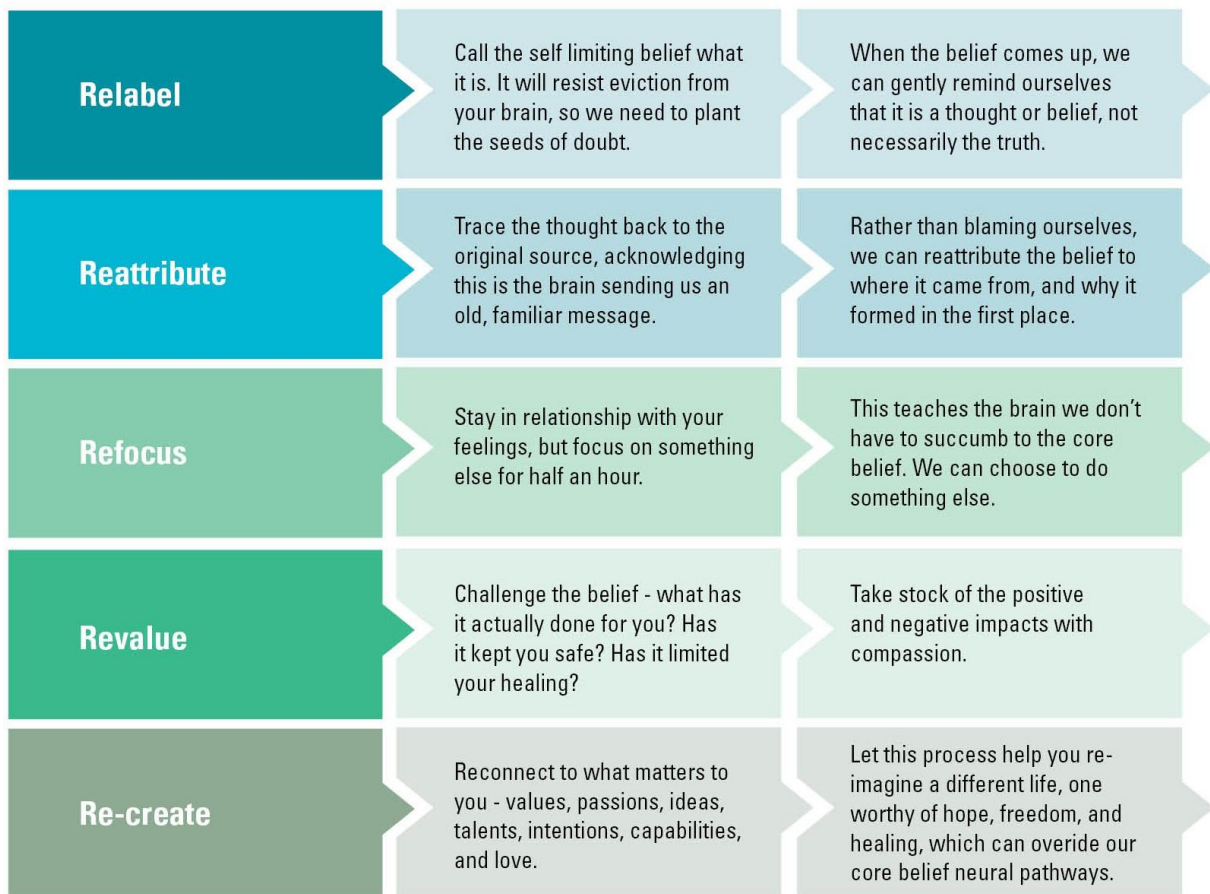 Relabel
Call the self limiting belief what
it is. It will resist eviction from
your brain, so we need to plant
the seeds of doubt.
When the belief comes up, we
can gently remind ourselves
that it is a thought or belief, not
necessarily the truth.
Reattribute
Trace the thought back to the
original source, acknowledging
this is the brain sending us an
old, familiar message.
Rather than blaming ourselves,
we can reattribute the belief to
where it came from, and why it
formed in the first place.
Refocus
Stay in relationship with your
feelings, but focus on something
else for half an hour.
This teaches the brain we don’t
have to succumb to the core
belief. We can choose to do
something else.
Revalue
Challenge the belief - what has
it actually done for you? Has
it kept you safe? Has it limited
your healing?
Take stock of the positive
and negative impacts with
compassion.
Re-create
Reconnect to what matters to
you - values, passions, ideas,
talents, intentions, capabilities,
and love.
Let this process help you re-
imagine a different life, one
worthy of hope, freedom, and
healing, which can overide our
core belief neural pathways.